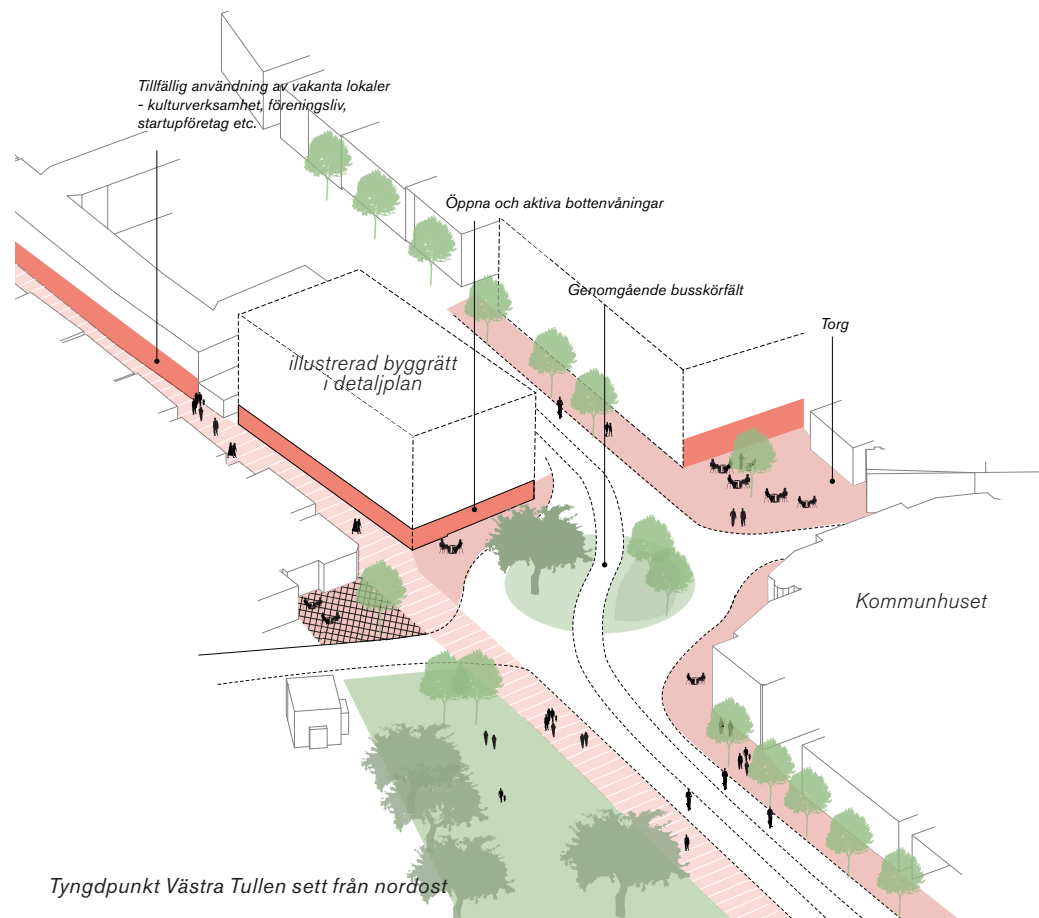 Tillfällig användning av vakanta lokaler
- kulturverksamhet, föreningsliv,
startupföretag etc.
Öppna och aktiva bottenvåningar
Genomgående busskörfält
Torg
illustrerad byggrätt
i detaljplan
Kommunhuset
Tyngdpunkt Västra Tullen sett från nordost